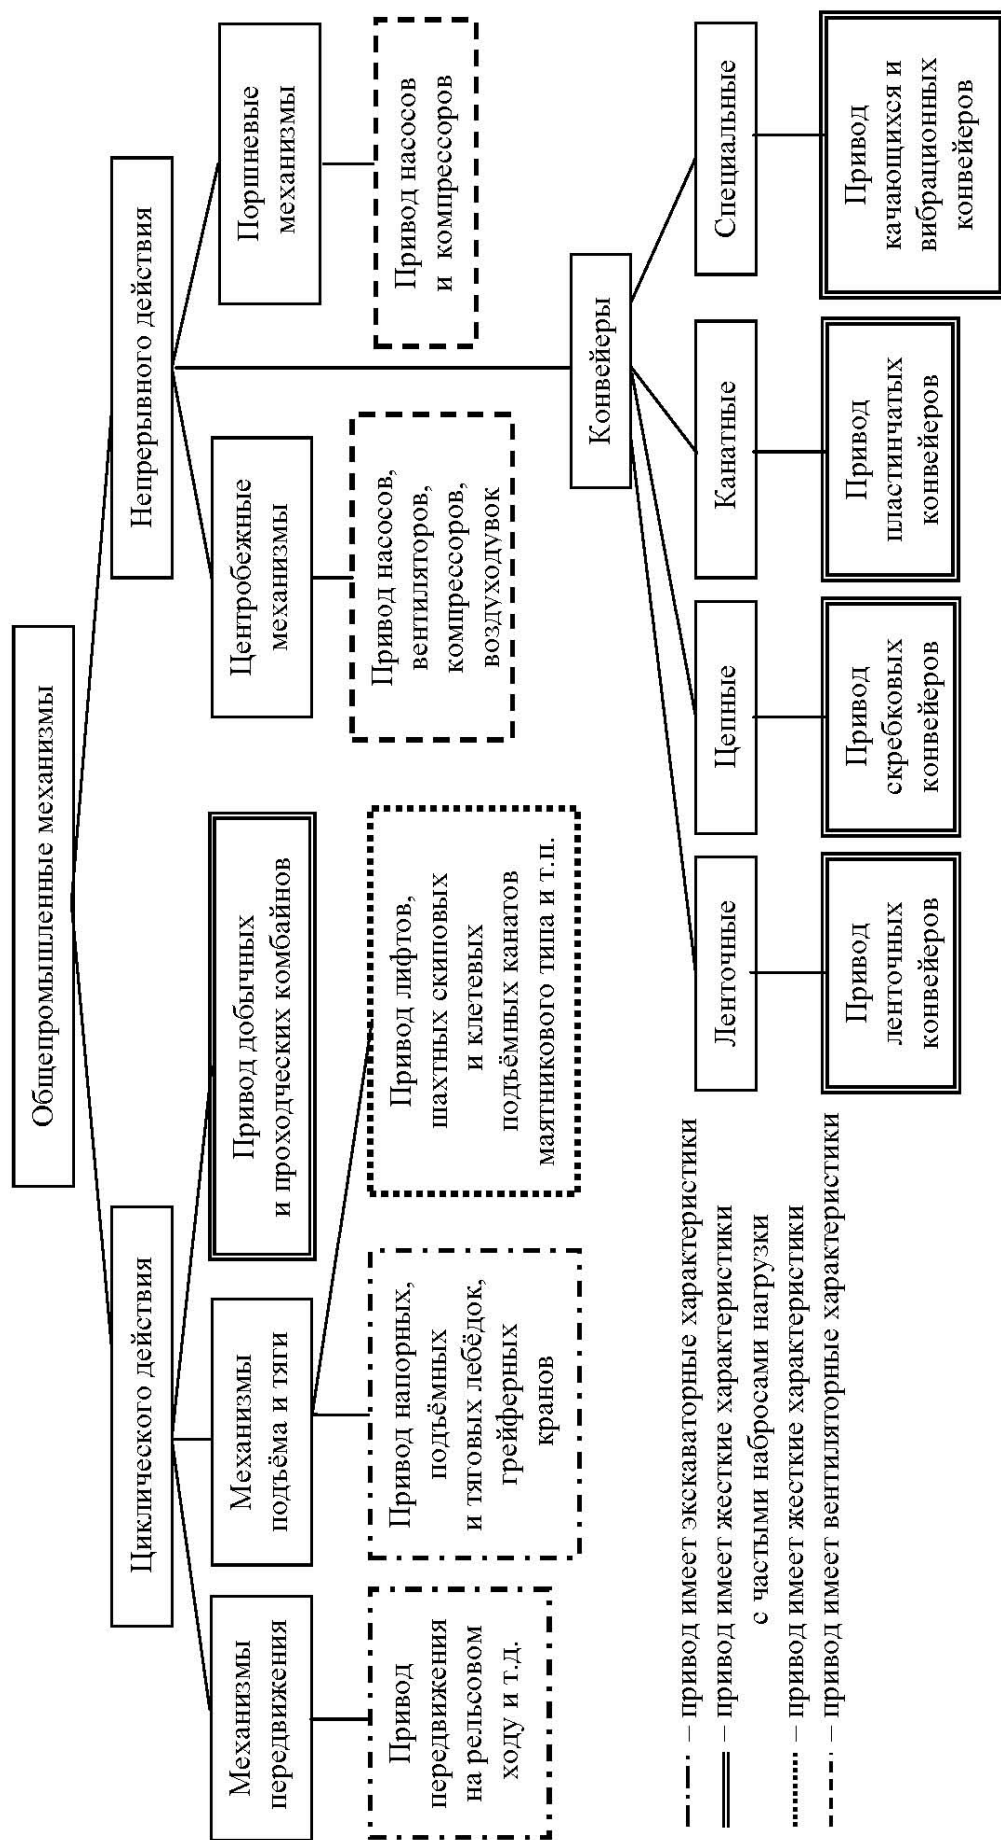 Общепромышленные механизмы
Циклического действия
Непрерывного действия
Механизмы
передвижения
Механизмы
подъёма и тяги
Привод добычных
и проходческих комбайнов
Центробежные
механизмы
Поршневые
механизмы
Привод
передвижения
на рельсовом
ходу и т.д.
Привод напорных,
подъёмных
и тяговых лебёдок,
грейферных
кранов
Привод лифтов,
шахтных скиповых
и клетевых
подъёмных канатов
маятникового типа и т.п.
Привод насосов,
вентиляторов,
компрессоров,
воздуходувок
Привод насосов
и компрессоров
Конвейеры
Ленточные
Цепные
Канатные
Специальные
Привод
ленточных
конвейеров
Привод
скребковых
конвейеров
Привод
пластинчатых
конвейеров
Привод
качающихся и
вибрационных
конвейеров
– привод имеет экскаваторные характеристики
– привод имеет жесткие характеристики
с частыми набросами нагрузки
– привод имеет жесткие характеристики
– привод имеет вентиляторные характеристики